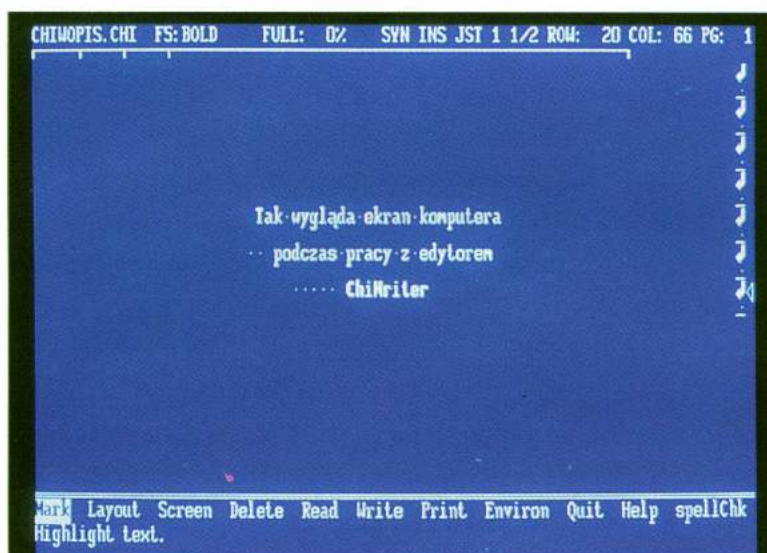 CHIWOPIS.CHI F5:BOLD FULL: 0% SYN INS JST 1 1/2 ROW: 20 COL: 66 PG: 1
Tak wygląda ekran komputera
podczas pracy z edytorem
ChiWriter
Mark Layout Screen Delete Read Write Print Environ Quit Help spellChk
Highlight text.